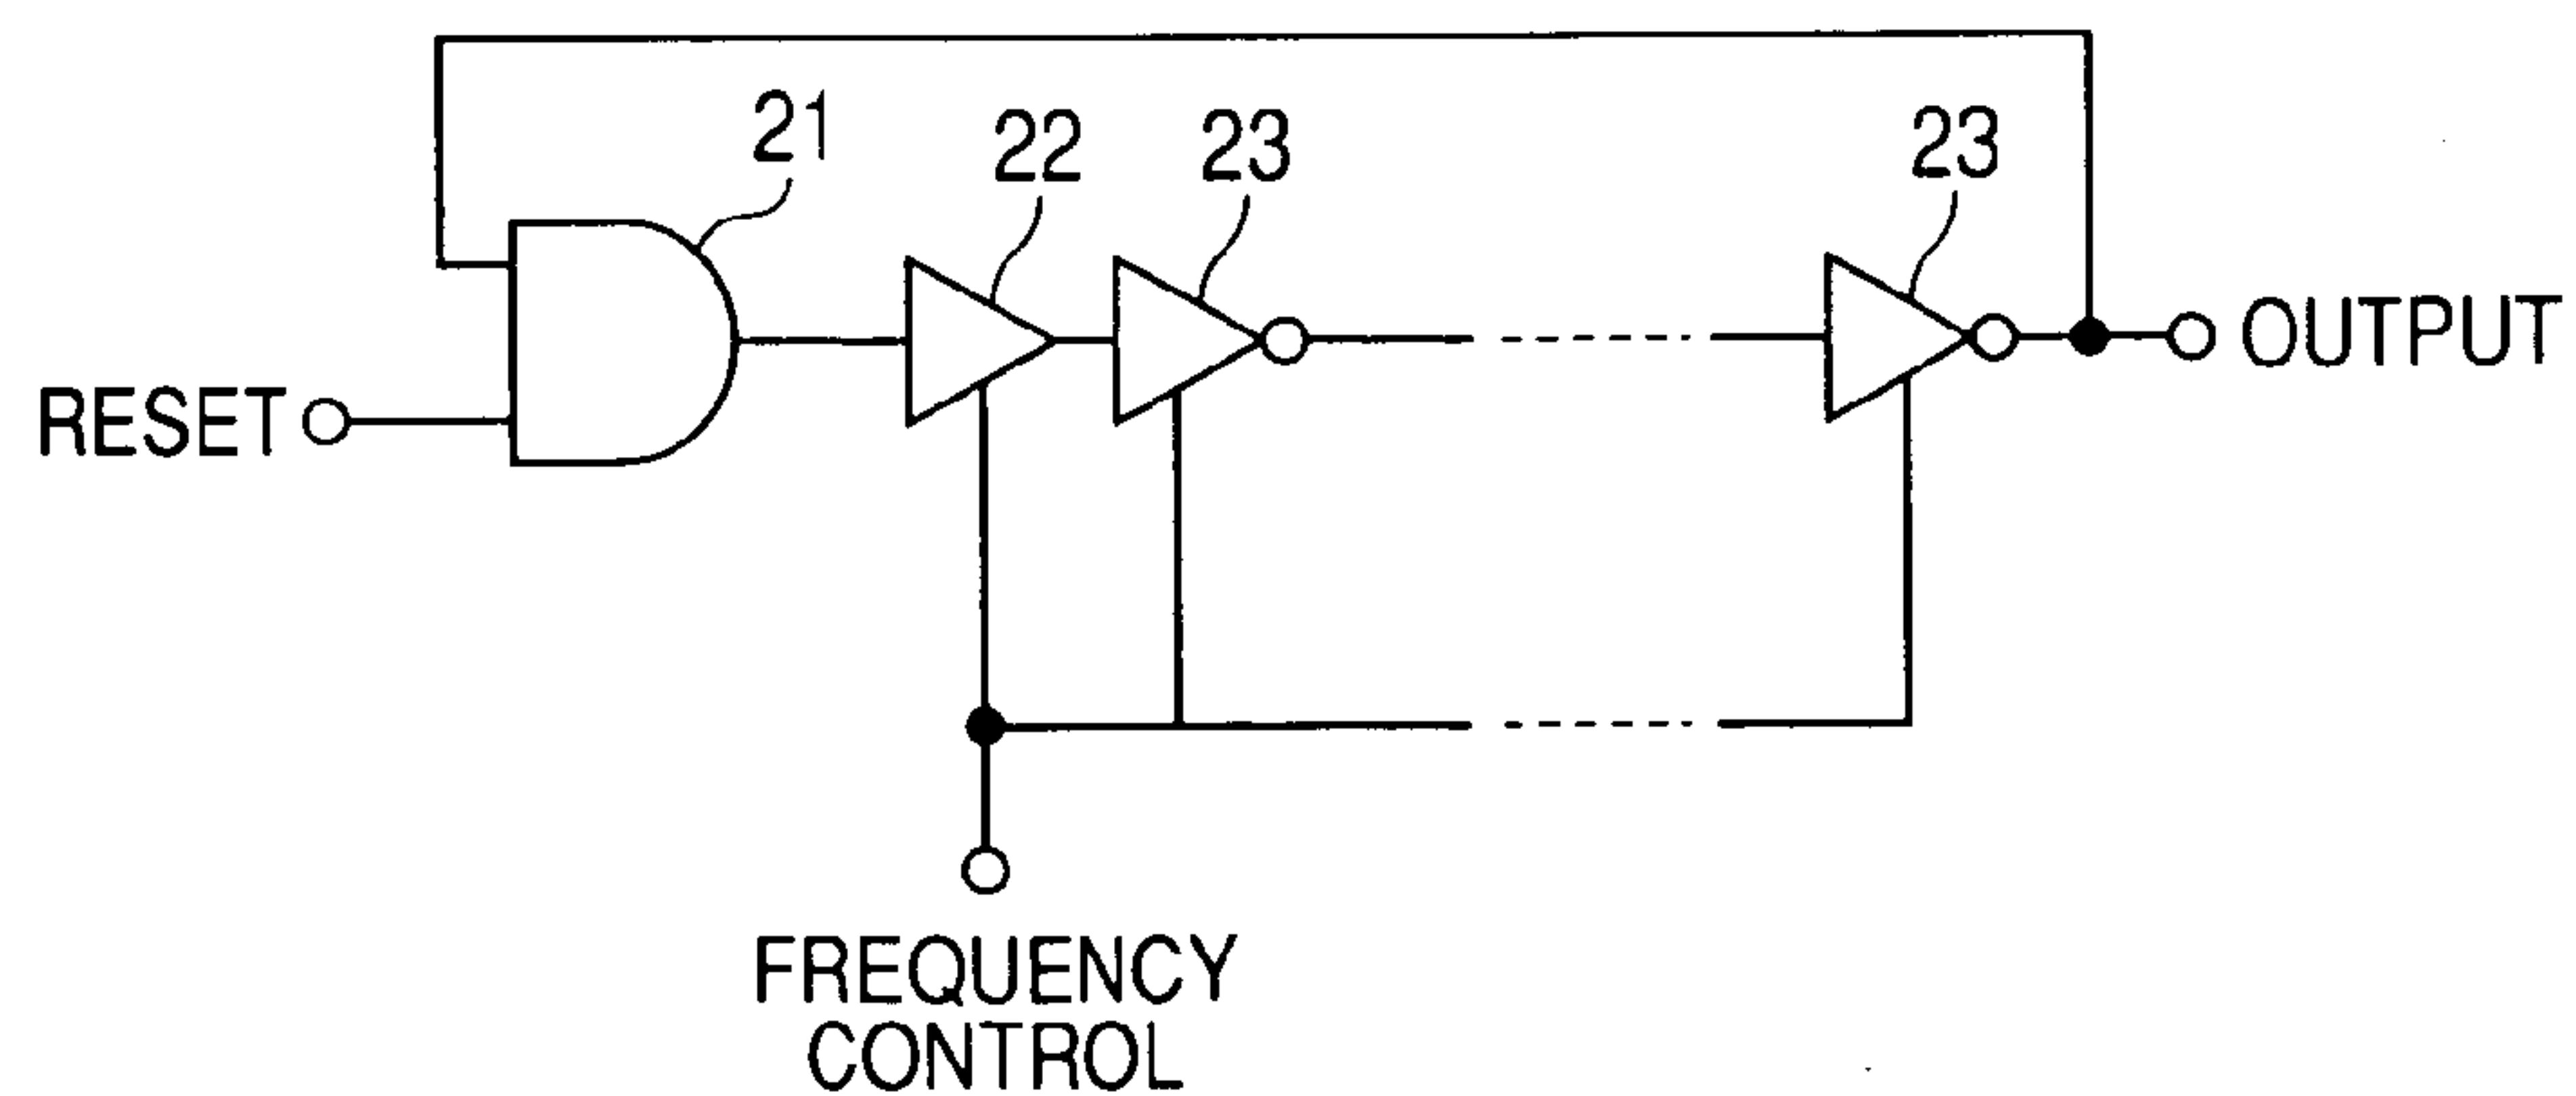 21
22
23
23
RESET
OUTPUT
FREQUENCY
CONTROL